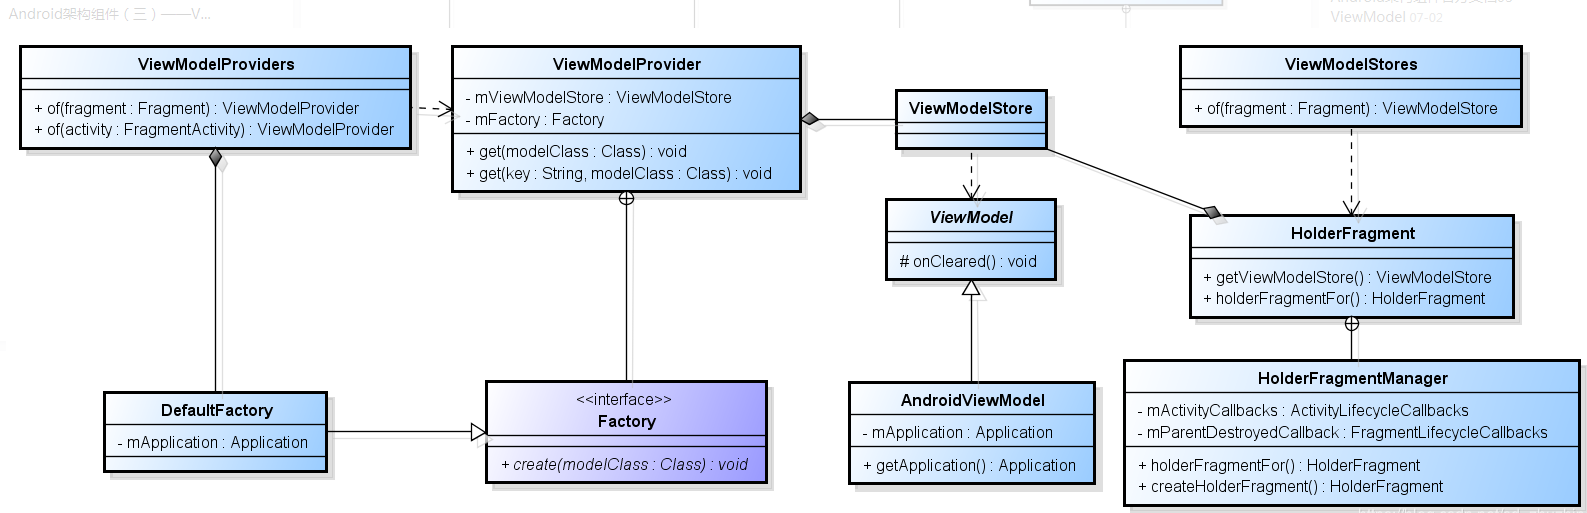 Android架构组件（三）——V...
ViewModel 07-02
ViewModelProviders
+ of(fragment : Fragment) : ViewModelProvider
+ of(activity : FragmentActivity) : ViewModelProvider
ViewModelProvider
- mViewModelStore : ViewModelStore
- mFactory : Factory
+ get(modelClass : Class) : void
+ get(key : String, modelClass : Class) : void
ViewModelStore
ViewModelStores
+ of(fragment : Fragment) : ViewModelStore
ViewModel
# onCleared() : void
HolderFragment
+ getViewModelStore() : ViewModelStore
+ holderFragmentFor() : HolderFragment
DefaultFactory
- mApplication : Application
<<interface>>
Factory
+ create(modelClass : Class) : void
AndroidViewModel
- mApplication : Application
+ getApplication() : Application
HolderFragmentManager
- mActivityCallbacks : ActivityLifecycleCallbacks
- mParentDestroyedCallback : FragmentLifecycleCallbacks
+ holderFragmentFor() : HolderFragment
+ createHolderFragment() : HolderFragment